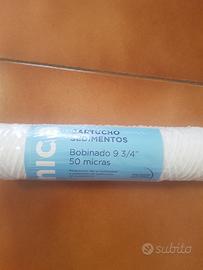 CARTUCHO
SEDIMENTOS
Bobinado 9 3/4"
50 micras
subito